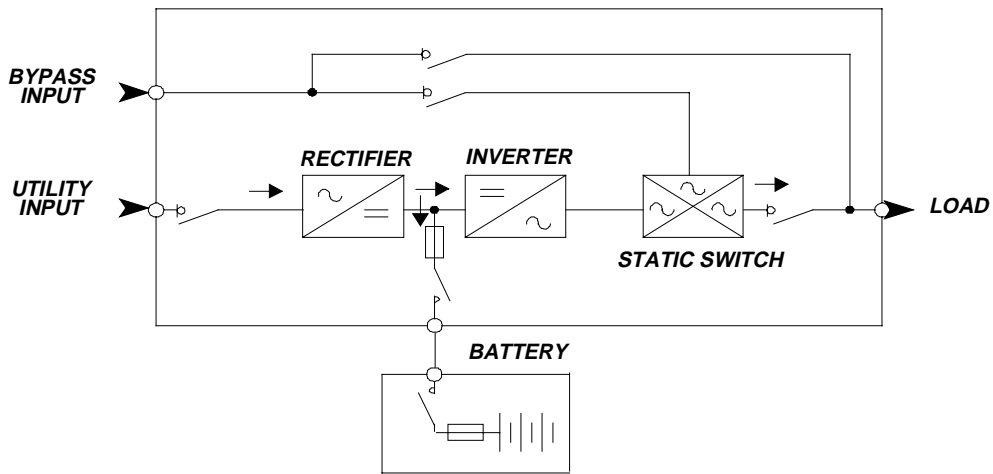 BYPASS
INPUT
RECTIFIER
INVERTER
UTILITY
INPUT
LOAD
STATIC SWITCH
BATTERY